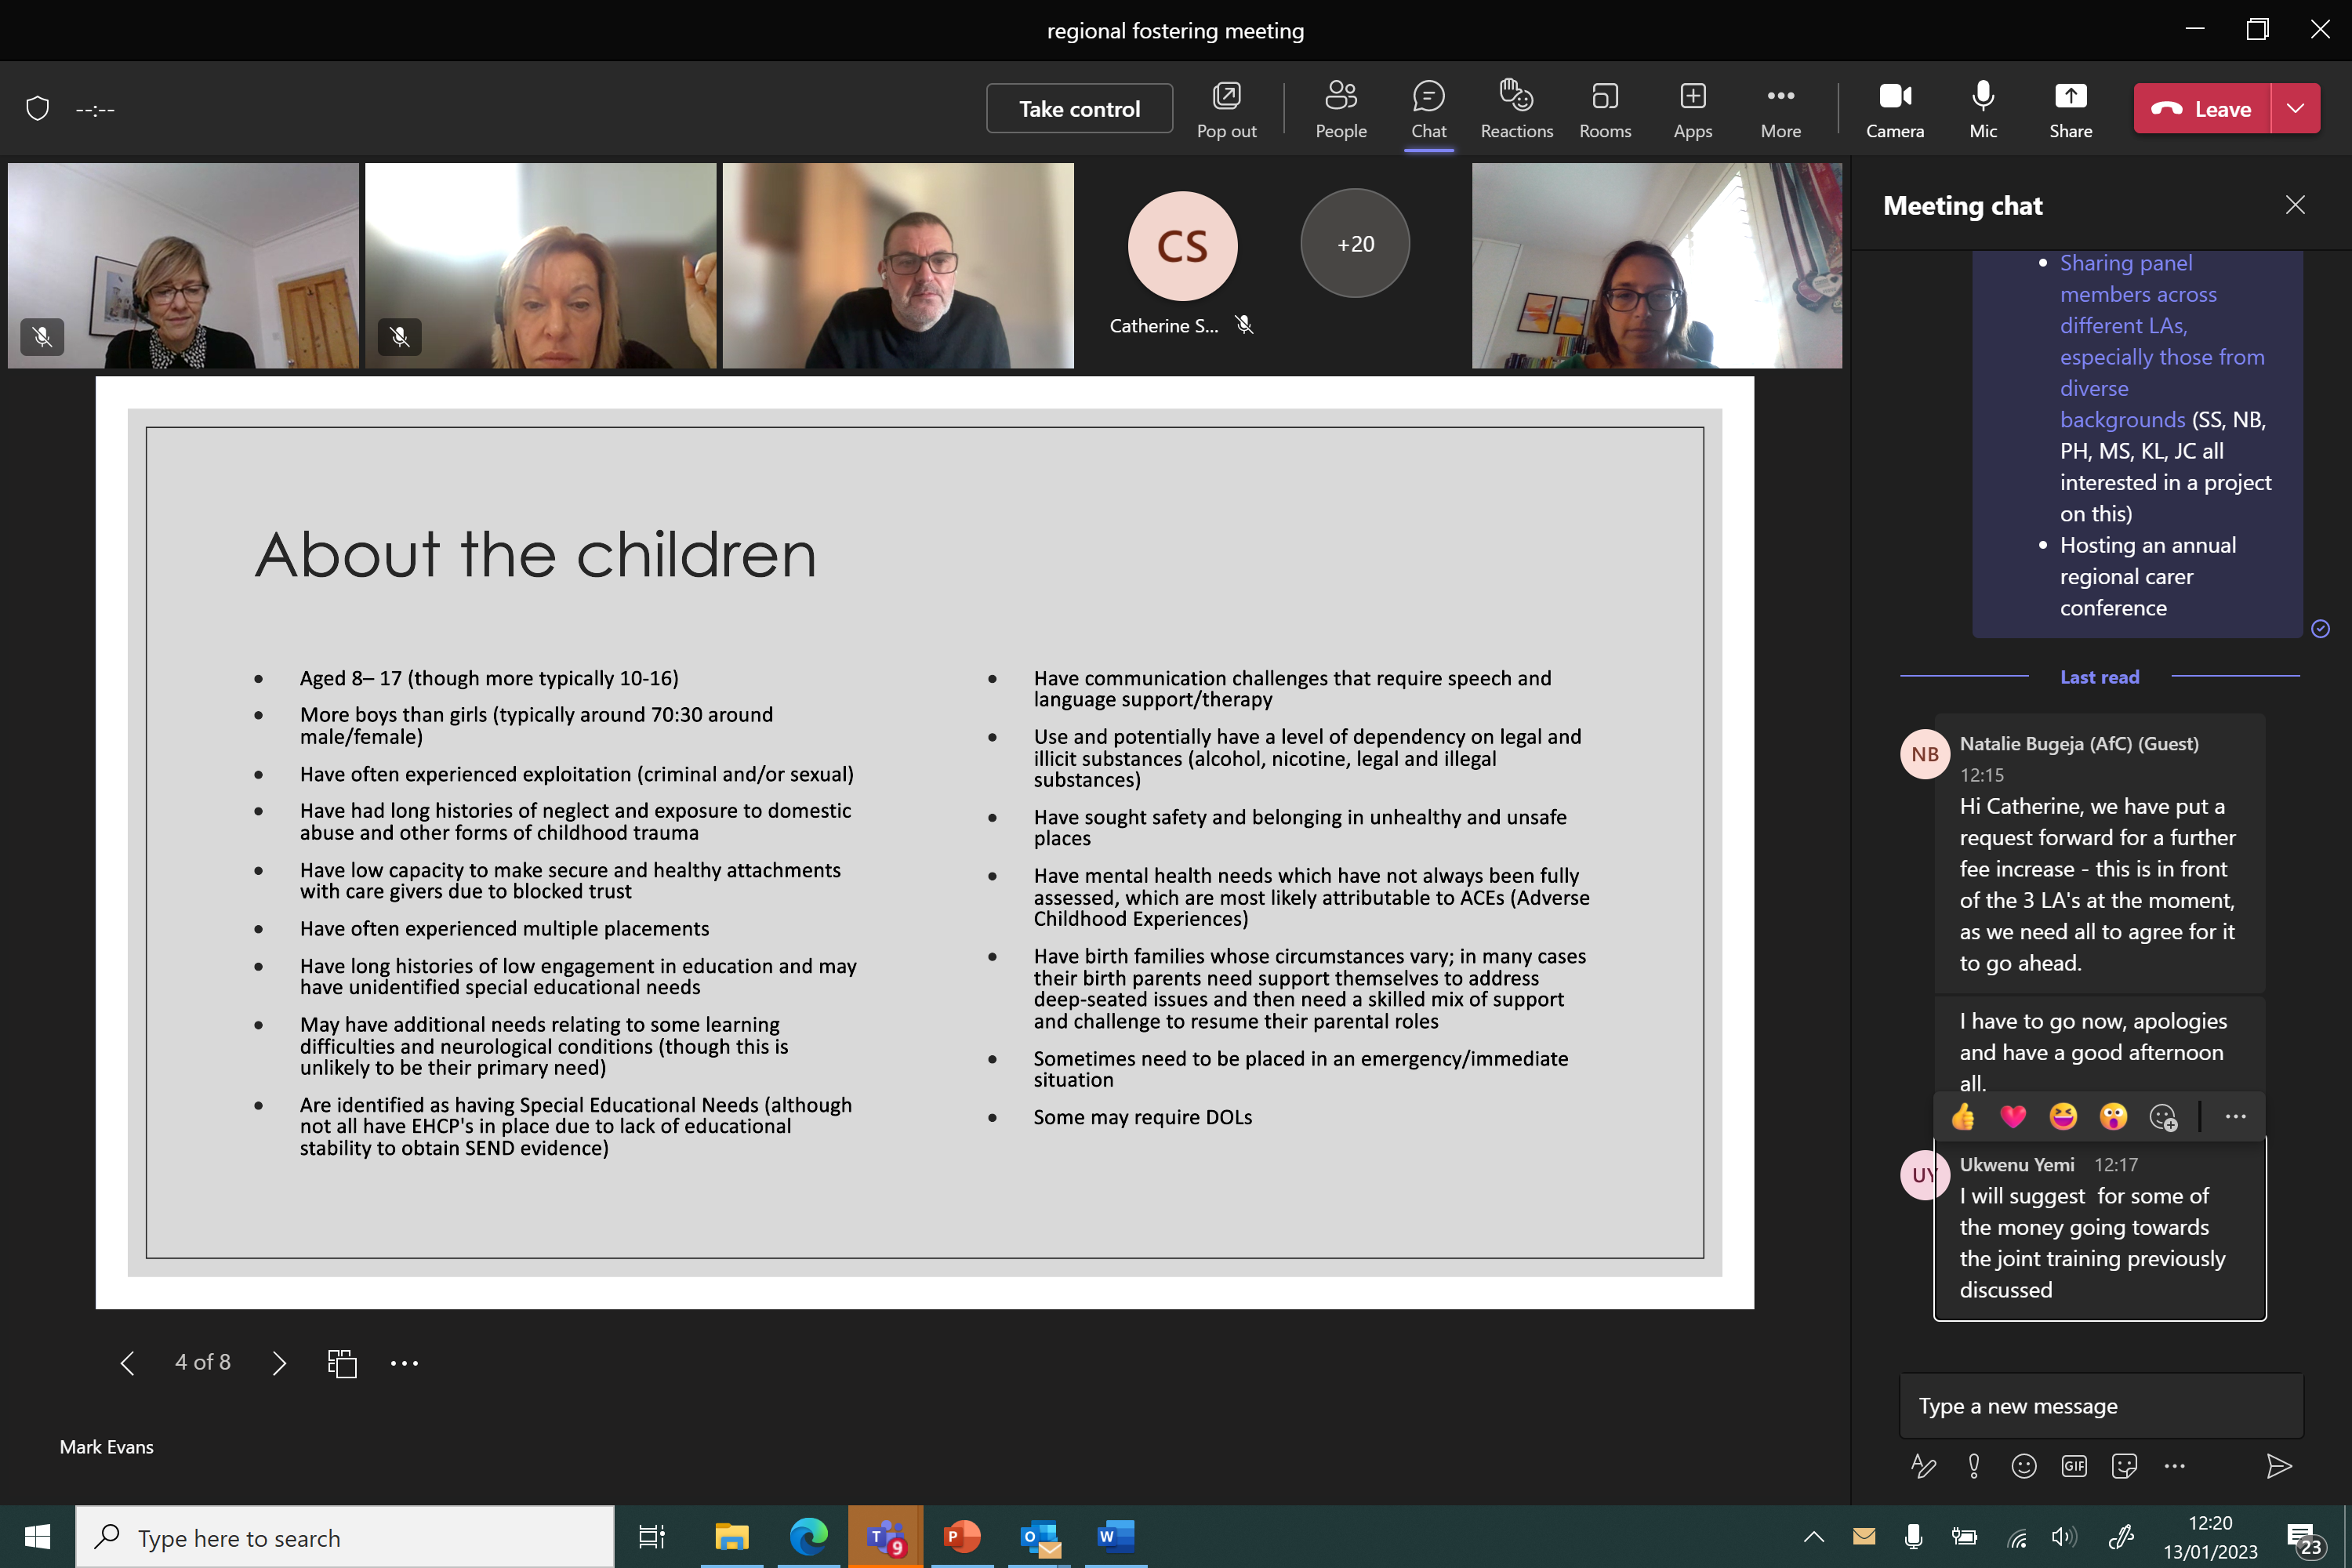 regional fostering meeting
--:--
Take control
Pop out
People
Chat
Reactions
Rooms
Apps
More
Camera
Mic
Share
Leave
CS
Catherine S...
+20
About the children
• Aged 8– 17 (though more typically 10-16)
• More boys than girls (typically around 70:30 around
male/female)
• Have often experienced exploitation (criminal and/or sexual)
• Have had long histories of neglect and exposure to domestic
abuse and other forms of childhood trauma
• Have low capacity to make secure and healthy attachments
with care givers due to blocked trust
• Have often experienced multiple placements
• Have long histories of low engagement in education and may
have unidentified special educational needs
• May have additional needs relating to some learning
difficulties and neurological conditions (though this is
unlikely to be their primary need)
• Are identified as having Special Educational Needs (although
not all have EHCP's in place due to lack of educational
stability to obtain SEND evidence)
• Have communication challenges that require speech and
language support/therapy
• Use and potentially have a level of dependency on legal and
illicit substances (alcohol, nicotine, legal and illegal
substances)
• Have sought safety and belonging in unhealthy and unsafe
places
• Have mental health needs which have not always been fully
assessed, which are most likely attributable to ACEs (Adverse
Childhood Experiences)
• Have birth families whose circumstances vary; in many cases
their birth parents need support themselves to address
deep-seated issues and then need a skilled mix of support
and challenge to resume their parental roles
• Sometimes need to be placed in an emergency/immediate
situation
• Some may require DOLs
4 of 8
Mark Evans
Meeting chat
• Sharing panel
members across
different LAs,
especially those from
diverse
backgrounds (SS, NB,
PH, MS, KL, JC all
interested in a project
on this)
• Hosting an annual
regional carer
conference
Last read
NB
Natalie Bugeja (AfC) (Guest)
12:15
Hi Catherine, we have put a
request forward for a further
fee increase - this is in front
of the 3 LA's at the moment,
as we need all to agree for it
to go ahead.
I have to go now, apologies
and have a good afternoon
all.
UY
Ukwenu Yemi 12:17
I will suggest  for some of
the money going towards
the joint training previously
discussed
Type a new message
GIF
Type here to search
T
9
P
O
W
12:20
13/01/2023
23